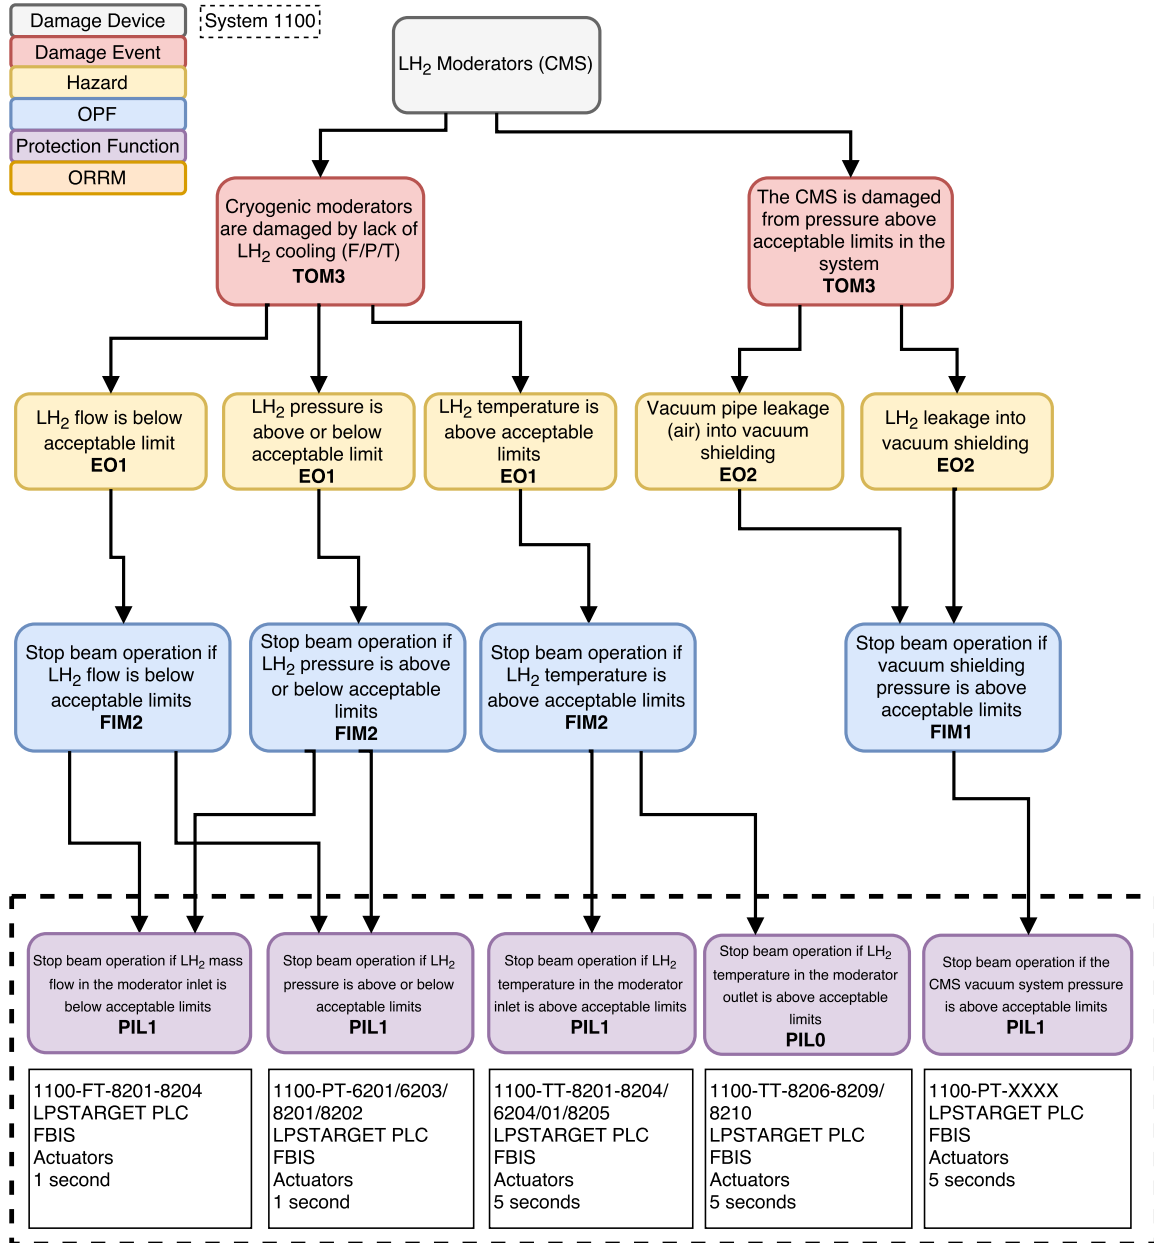 Damage Device
System 1100
Damage Event
Hazard
OPF
Protection Function
ORRM
LH2 Moderators (CMS)
Cryogenic moderators
are damaged by lack of
LH2 cooling (F/P/T)
TOM3
The CMS is damaged
from pressure above
acceptable limits in the
system
TOM3
LH2 flow is below
acceptable limit
EO1
LH2 pressure is
above or below
acceptable limit
EO1
LH2 temperature is
above acceptable
limits
EO1
Vacuum pipe leakage
(air) into vacuum
shielding
EO2
LH2 leakage into
vacuum shielding
EO2
Stop beam operation if
LH2 flow is below
acceptable limits
FIM2
Stop beam operation if
LH2 pressure is above
or below acceptable
limits
FIM2
Stop beam operation if
LH2 temperature is
above acceptable limits
FIM2
Stop beam operation if
vacuum shielding
pressure is above
acceptable limits
FIM1
Stop beam operation if LH2 mass
flow in the moderator inlet is
below acceptable limits
PIL1
Stop beam operation if LH2
pressure is above or below
acceptable limits
PIL1
Stop beam operation if LH2
temperature in the moderator
inlet is above acceptable limits
PIL1
Stop beam operation if LH2
temperature in the moderator
outlet is above acceptable
limits
PIL0
Stop beam operation if the
CMS vacuum system pressure
is above acceptable limits
PIL1
1100-FT-8201-8204
LPSTARGET PLC
FBIS
Actuators
1 second
1100-PT-6201/6203/
8201/8202
LPSTARGET PLC
FBIS
Actuators
1 second
1100-TT-8201-8204/
6204/01/8205
LPSTARGET PLC
FBIS
Actuators
5 seconds
1100-TT-8206-8209/
8210
LPSTARGET PLC
FBIS
Actuators
5 seconds
1100-PT-XXXX
LPSTARGET PLC
FBIS
Actuators
5 seconds